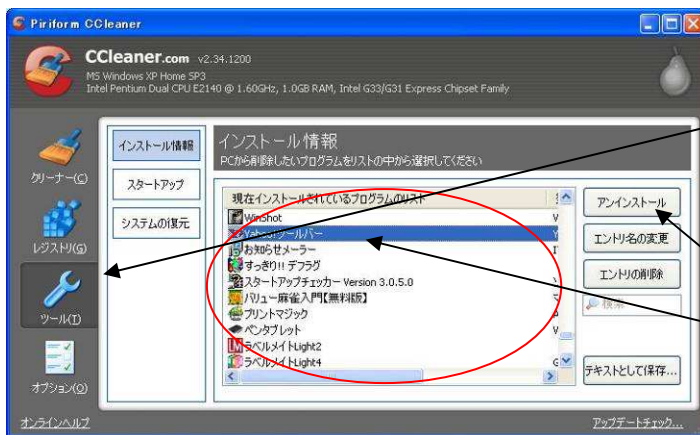 Piriform CCleaner
CCleaner.com v2.34.1200
MS Windows XP Home SP3
Intel Pentium Dual CPU E2140 @ 1.60GHz, 1.0GB RAM, Intel G33/G31 Express Chipset Family
クリーナー(C)
レジストリ(G)
ツール(T)
オプション(O)
インストール情報
スタートアップ
システムの復元
インストール情報
PCから削除したいプログラムをリストの中から選択してください
現在インストールされているプログラムのリスト
WinShot
Yahoo!ツールバー
お知らせメーラー
すっきり!! デフラグ
スタートアップチェッカー Version 3.0.5.0
バリュー麻雀入門【無料版】
プリントマジック
ペンタブレット
ラベルメイトLight2
ラベルメイトLight4
アンインストール
エントリ名の変更
エントリの削除
検索
テキストとして保存...
オンラインヘルプ
アップデートチェック...